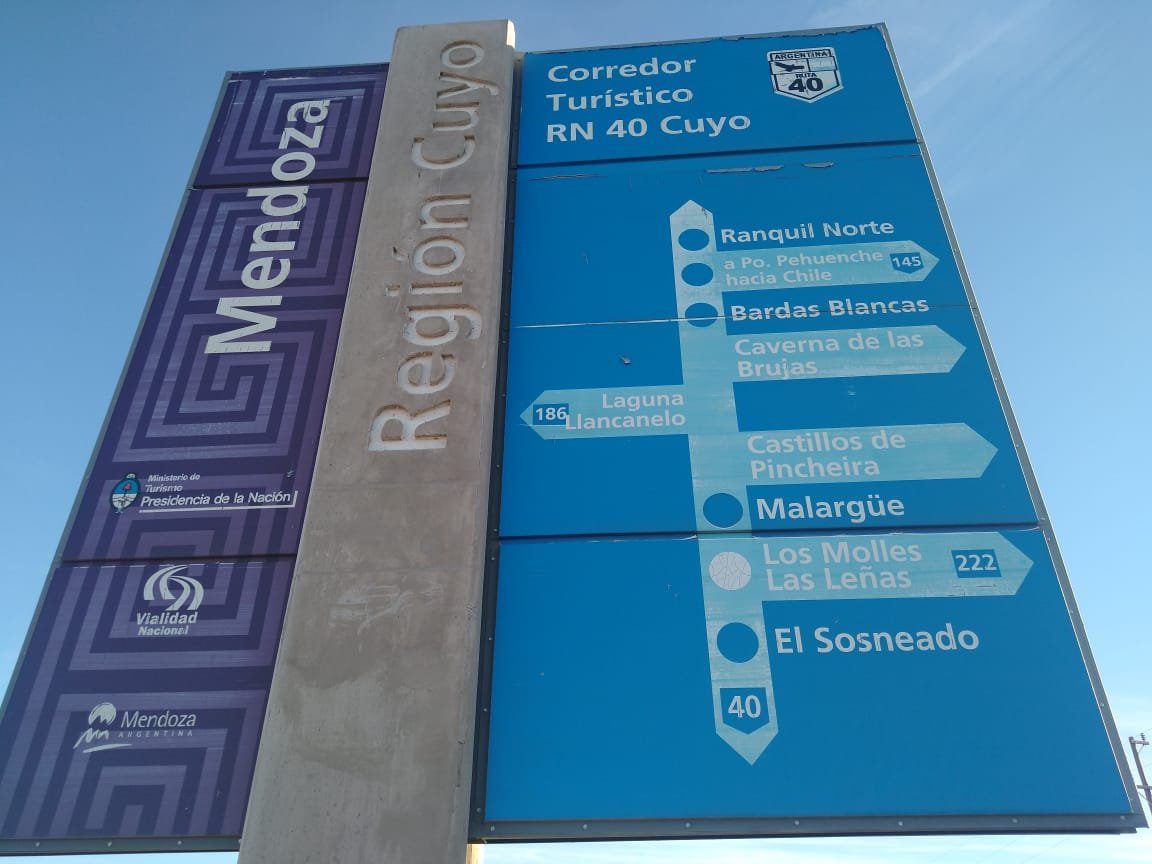 Mendoza
Ministerio de
Turismo
Presidencia de la Nación
Vialidad
Nacional
Mendoza
ARGENTINA
Región Cuyo
Corredor
Turístico
RN 40 Cuyo
ARGENTINA
RUTA
40
Ranquil Norte
a Po. Pehuenche
hacia Chile
145
Bardas Blancas
Caverna de las
Brujas
186
Laguna
Llancanelo
Castillos de
Pincheira
Malargüe
Los Molles
Las Leñas
222
El Sosneado
40